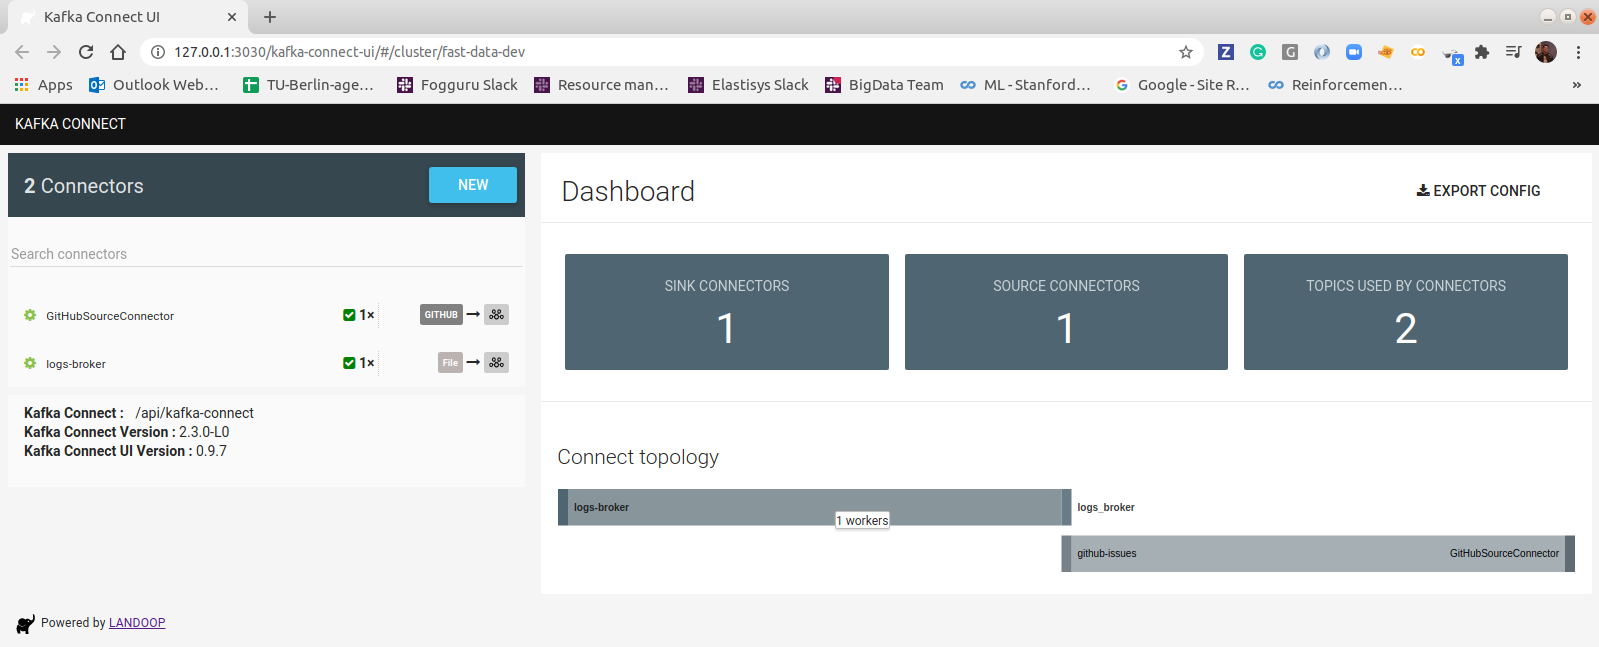 Kafka Connect UI
127.0.0.1:3030/kafka-connect-ui/#/cluster/fast-data-dev
Apps Outlook Web... TU-Berlin-age... Fogguru Slack Resource man... Elastisys Slack BigData Team ML - Stanford... Google - Site R... Reinforcemen... »
KAFKA CONNECT
2 Connectors NEW
Search connectors
GitHubSourceConnector 1× GITHUB
logs-broker 1× File
Kafka Connect : /api/kafka-connect
Kafka Connect Version : 2.3.0-L0
Kafka Connect UI Version : 0.9.7
Dashboard EXPORT CONFIG
SINK CONNECTORS
1
SOURCE CONNECTORS
1
TOPICS USED BY CONNECTORS
2
Connect topology
logs-broker logs_broker
1 workers
github-issues GitHubSourceConnector
Powered by LANDOOP